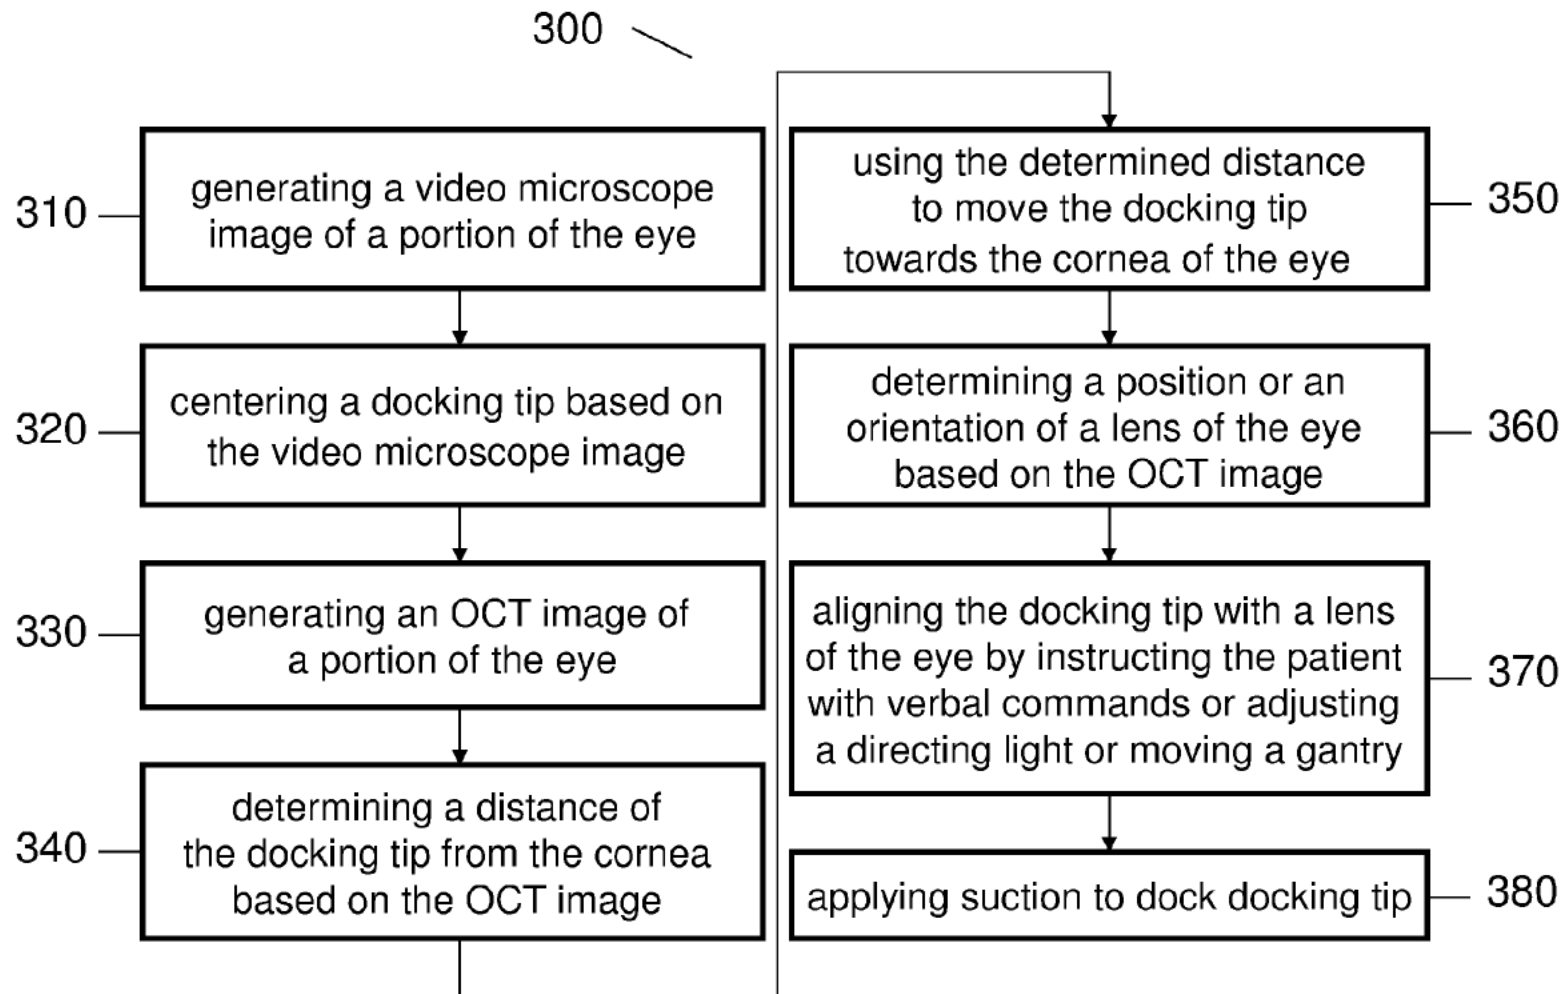 300
310
generating a video microscope
image of a portion of the eye
320
centering a docking tip based on
the video microscope image
330
generating an OCT image of
a portion of the eye
340
determining a distance of
the docking tip from the cornea
based on the OCT image
using the determined distance
to move the docking tip
towards the cornea of the eye
350
determining a position or an
orientation of a lens of the eye
based on the OCT image
360
aligning the docking tip with a lens
of the eye by instructing the patient
with verbal commands or adjusting
a directing light or moving a gantry
370
applying suction to dock docking tip
380